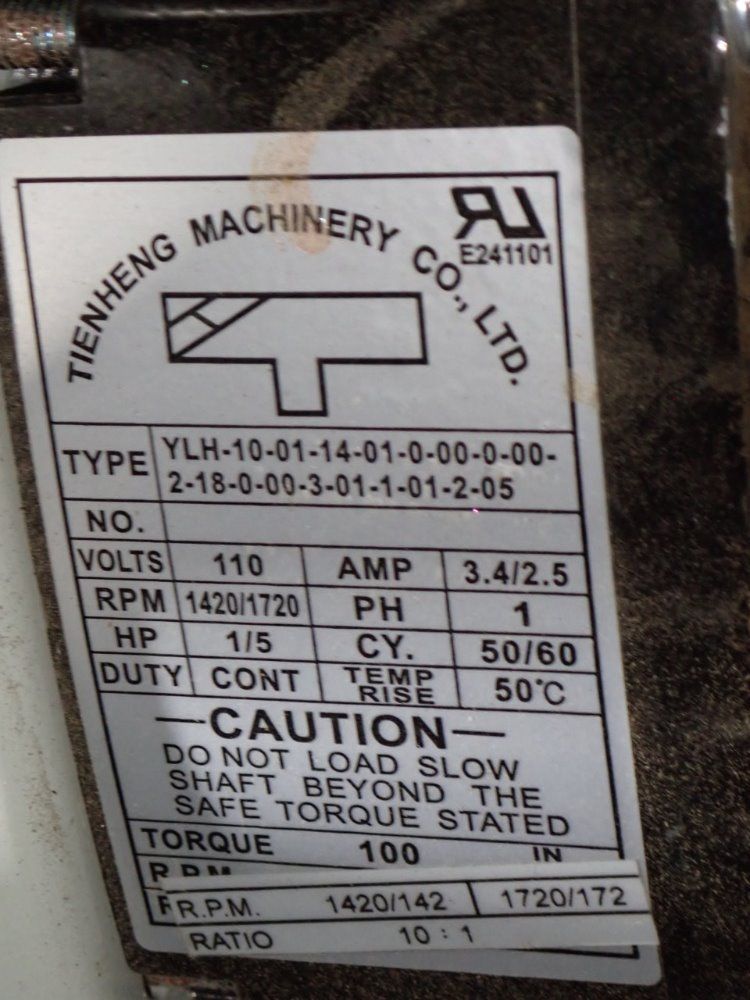 TIENHENG MACHINERY CO., LTD.
RU
E241101
TYPE YLH-10-01-14-01-0-00-0-00-
2-18-0-00-3-01-1-01-2-05
NO.
VOLTS 110 AMP 3.4/2.5
RPM 1420/1720 PH 1
HP 1/5 CY. 50/60
DUTY CONT TEMP RISE 50°C
—CAUTION—
DO NOT LOAD SLOW
SHAFT BEYOND THE
SAFE TORQUE STATED
TORQUE 100 IN
R.P.M. 1420/142 1720/172
RATIO 10 : 1